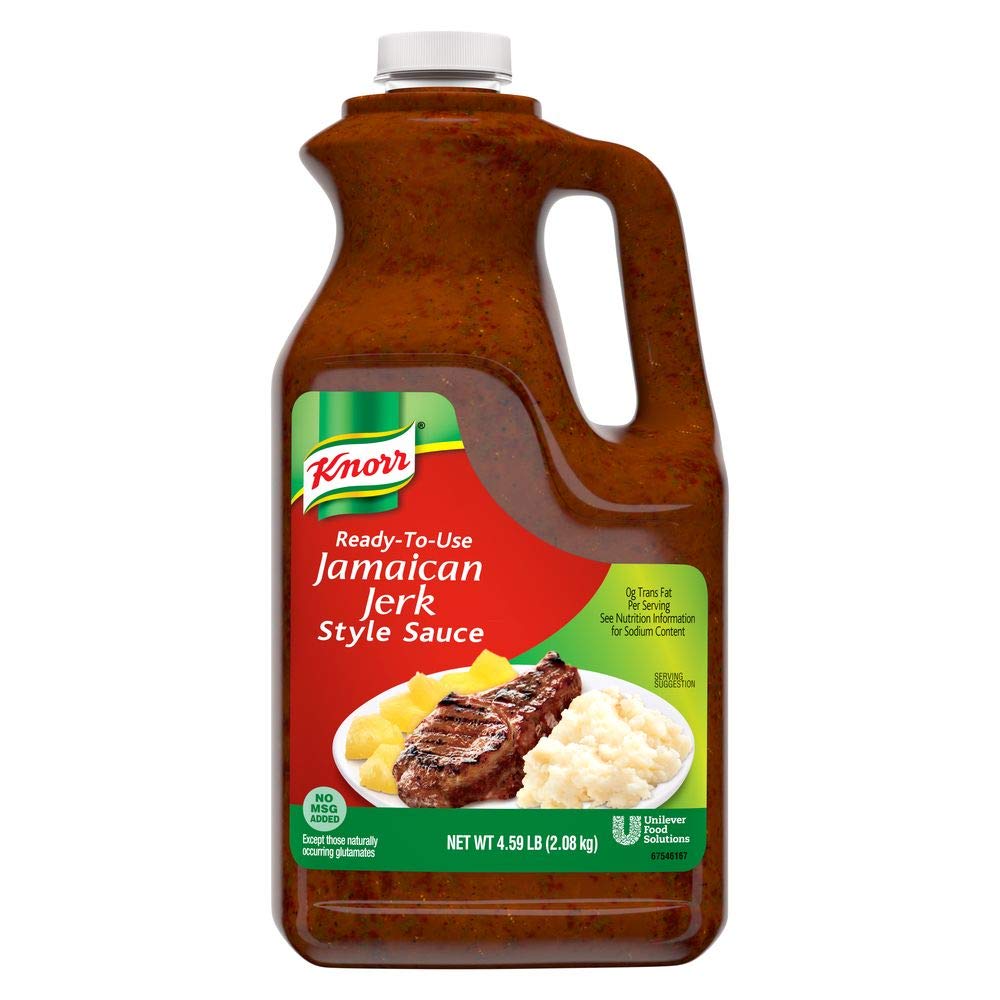 Knorr®
Ready-To-Use
Jamaican
Jerk
Style Sauce
0g Trans Fat
Per Serving
See Nutrition Information
for Sodium Content
SERVING
SUGGESTION
NO
MSG
ADDED
Except those naturally
occurring glutamates
NET WT 4.59 LB (2.08 kg)
Unilever
Food
Solutions
67546167